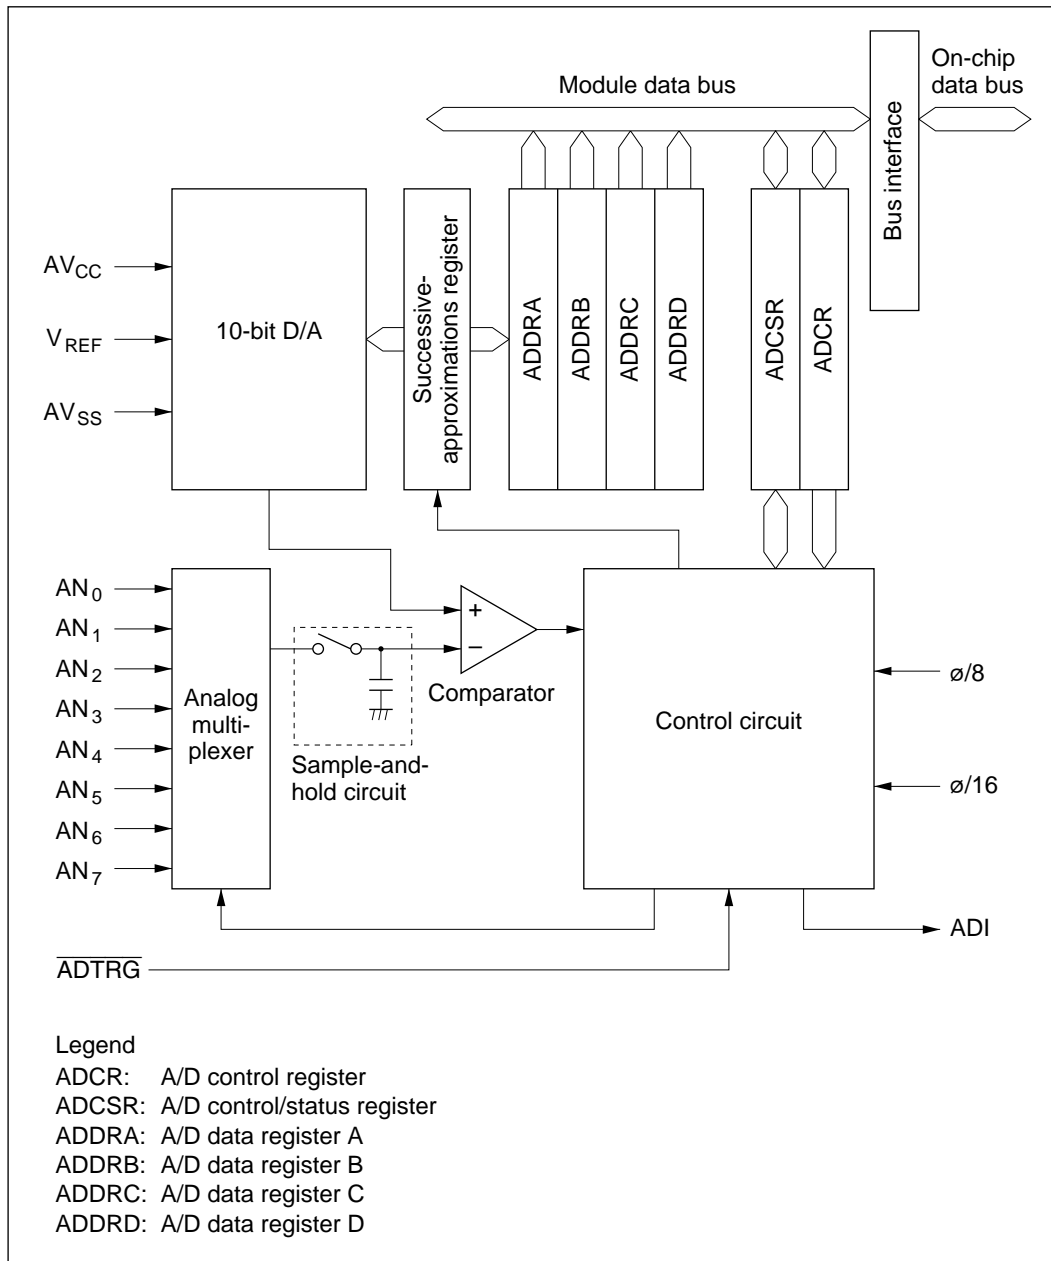 Module data bus
On-chip
data bus
Bus interface
AVCC
VREF
AVSS
10-bit D/A
Successive-
approximations register
ADDRA
ADDRB
ADDRC
ADDRD
ADCSR
ADCR
AN0
AN1
AN2
AN3
AN4
AN5
AN6
AN7
Analog
multi-
plexer
Sample-and-
hold circuit
+
−
Comparator
Control circuit
ø/8
ø/16
ADI
ADTRG
Legend
ADCR: A/D control register
ADCSR: A/D control/status register
ADDRA: A/D data register A
ADDRB: A/D data register B
ADDRC: A/D data register C
ADDRD: A/D data register D